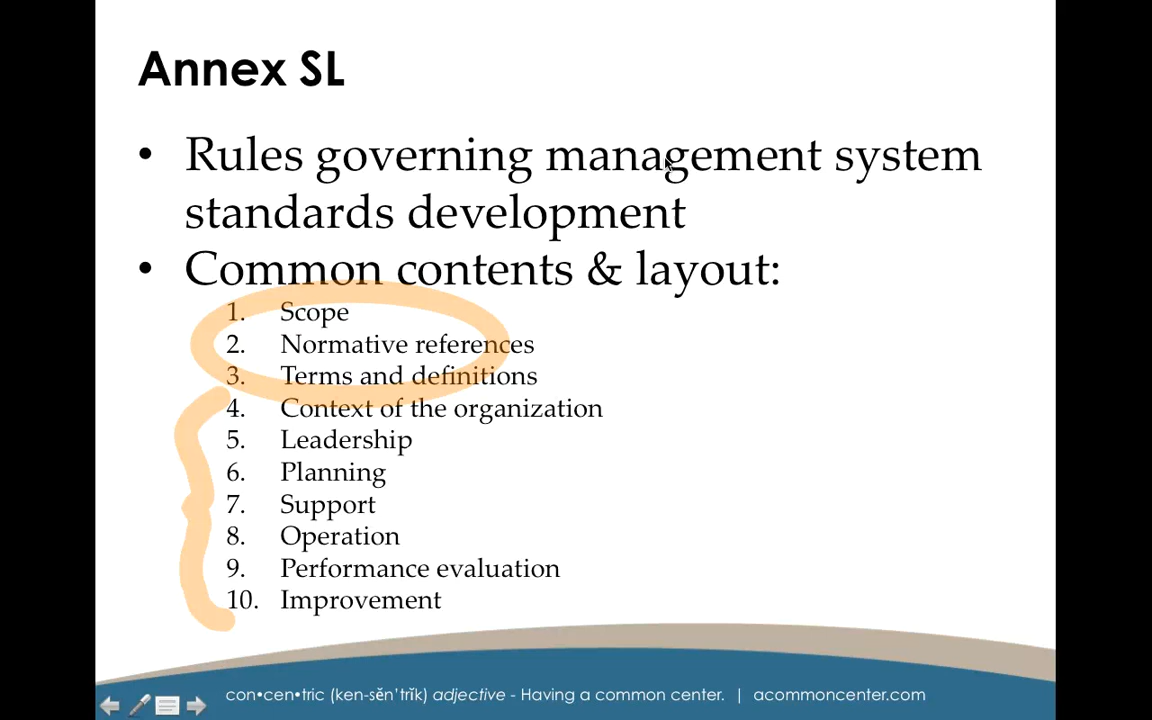 Annex SL
• Rules governing management system
standards development
• Common contents & layout:
1. Scope
2. Normative references
3. Terms and definitions
4. Context of the organization
5. Leadership
6. Planning
7. Support
8. Operation
9. Performance evaluation
10. Improvement
con•cen•tric (ken-sĕn’trĭk) adjective - Having a common center. | acommoncenter.com